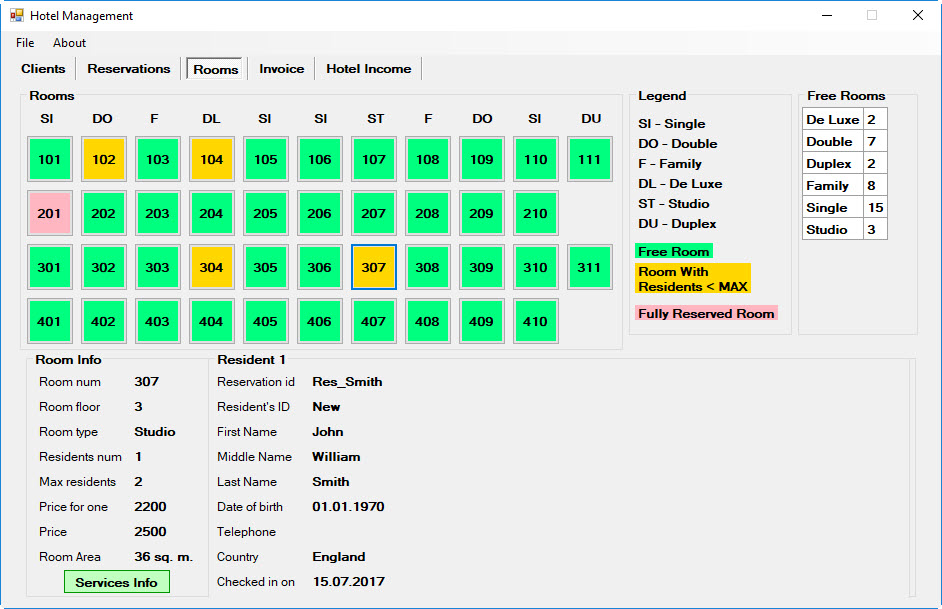 Hotel Management
File About
Clients Reservations Rooms Invoice Hotel Income
Rooms
SI DO F DL SI SI ST F DO SI DU
101 102 103 104 105 106 107 108 109 110 111
201 202 203 204 205 206 207 208 209 210
301 302 303 304 305 306 307 308 309 310 311
401 402 403 404 405 406 407 408 409 410
Legend
SI - Single
DO - Double
F - Family
DL - De Luxe
ST - Studio
DU - Duplex
Free Room
Room With
Residents < MAX
Fully Reserved Room
Free Rooms
De Luxe 2
Double 7
Duplex 2
Family 8
Single 15
Studio 3
Room Info
Room num 307
Room floor 3
Room type Studio
Residents num 1
Max residents 2
Price for one 2200
Price 2500
Room Area 36 sq. m.
Services Info
Resident 1
Reservation id Res_Smith
Resident's ID New
First Name John
Middle Name William
Last Name Smith
Date of birth 01.01.1970
Telephone
Country England
Checked in on 15.07.2017